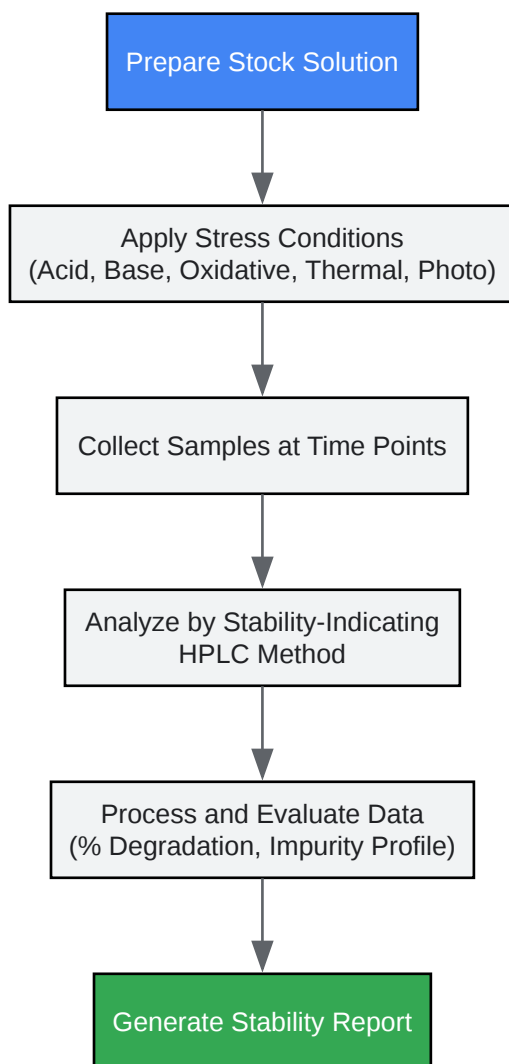 Prepare Stock Solution
Apply Stress Conditions
(Acid, Base, Oxidative, Thermal, Photo)
Collect Samples at Time Points
Analyze by Stability-Indicating
HPLC Method
Process and Evaluate Data
(% Degradation, Impurity Profile)
Generate Stability Report